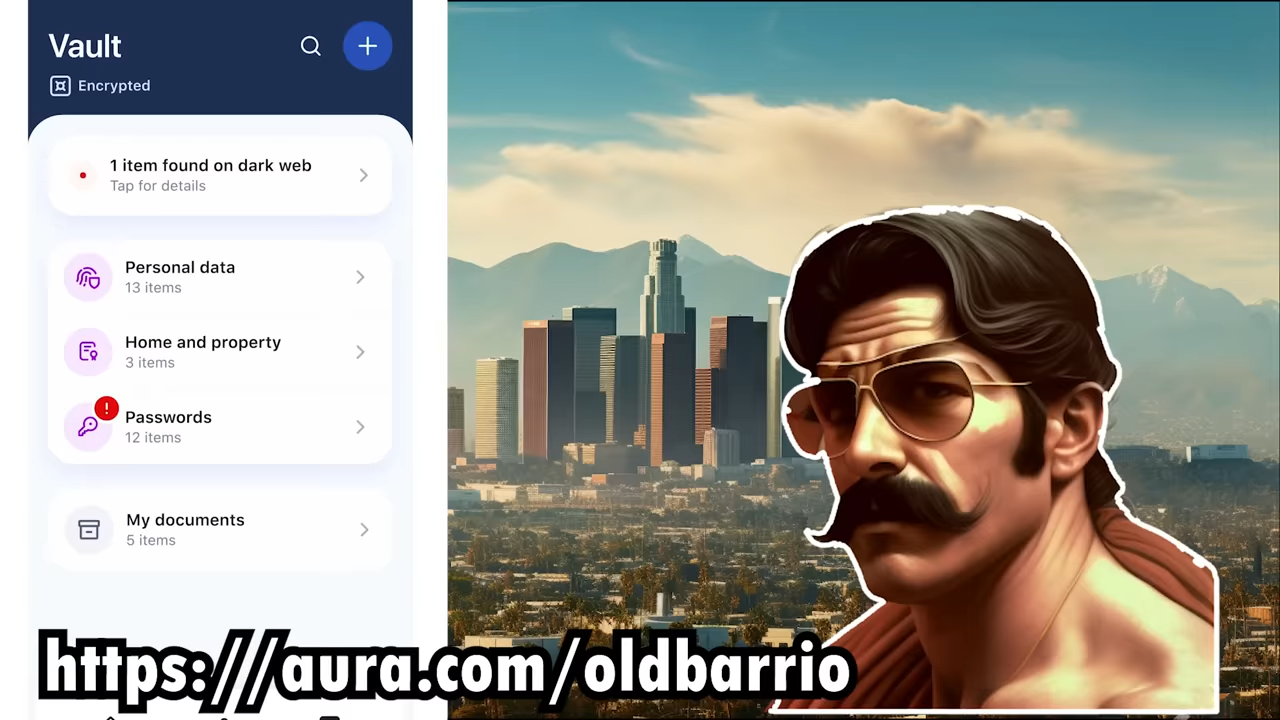 Vault
Encrypted
1 item found on dark web
Tap for details
Personal data
13 items
Home and property
3 items
!
Passwords
12 items
My documents
5 items
https:///aura.com/oldbarrio